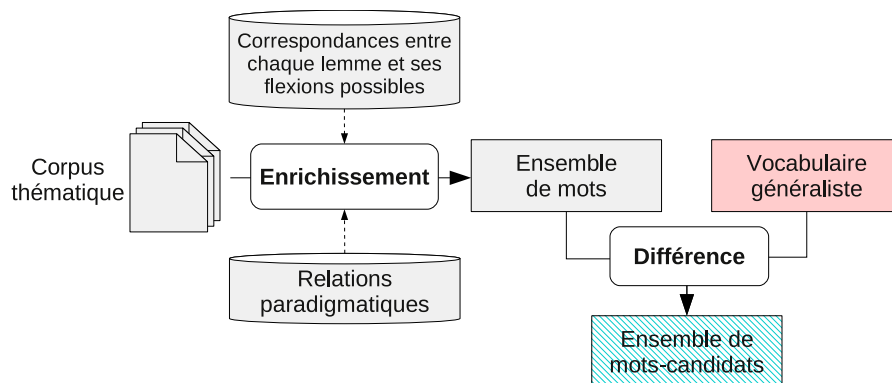 Correspondances entre
chaque lemme et ses
flexions possibles
Corpus
thématique
Enrichissement
Ensemble
de mots
Vocabulaire
généraliste
Relations
paradigmatiques
Différence
Ensemble de
mots-candidats